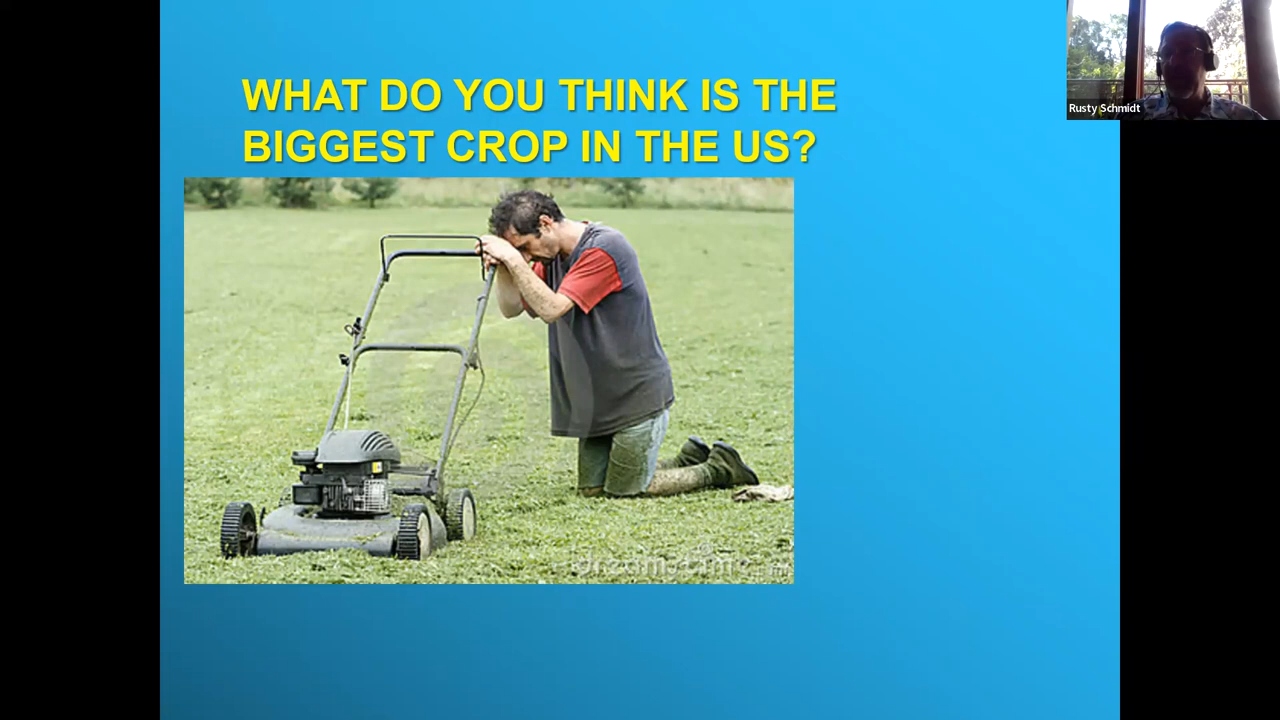 WHAT DO YOU THINK IS THE
BIGGEST CROP IN THE US?
Rusty Schmidt
dreamstime